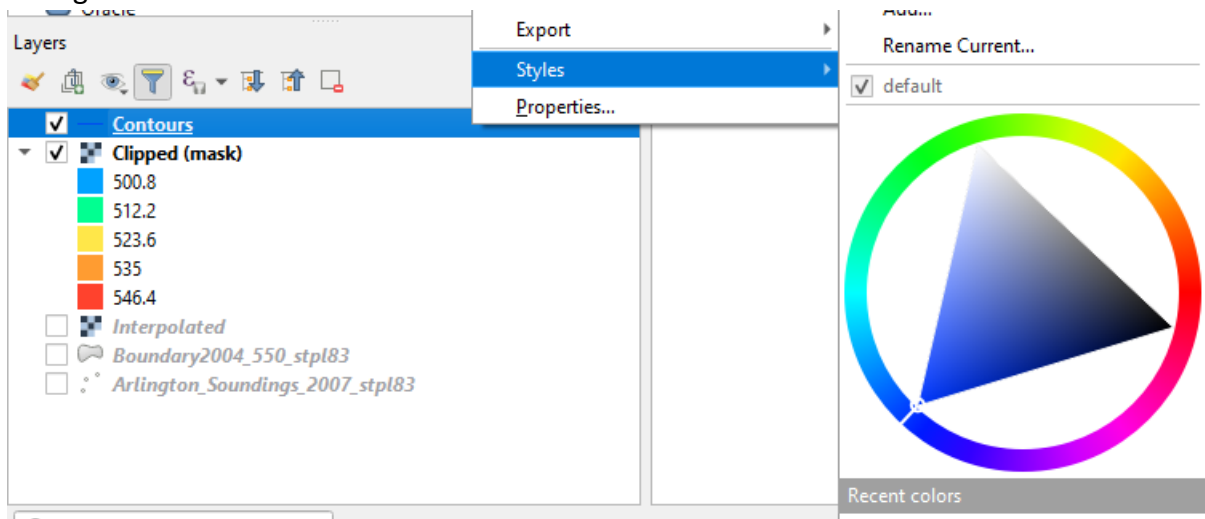 Oracle
Layers
Contours
Clipped (mask)
500.8
512.2
523.6
535
546.4
Interpolated
Boundary2004_550_stpl83
Arlington_Soundings_2007_stpl83
Export
Styles
Properties...
Add...
Rename Current...
default
Recent colors